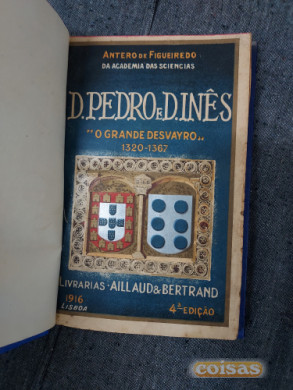 ANTERO DE FIGUEIREDO
DA ACADEMIA DAS SCIENCIAS
D. PEDRO E D. INÊS
"O GRANDE DESVAYRO"
1320-1367
LIVRARIAS AILLAUD & BERTRAND
1916
LISBOA
4ª EDIÇÃO
coisas